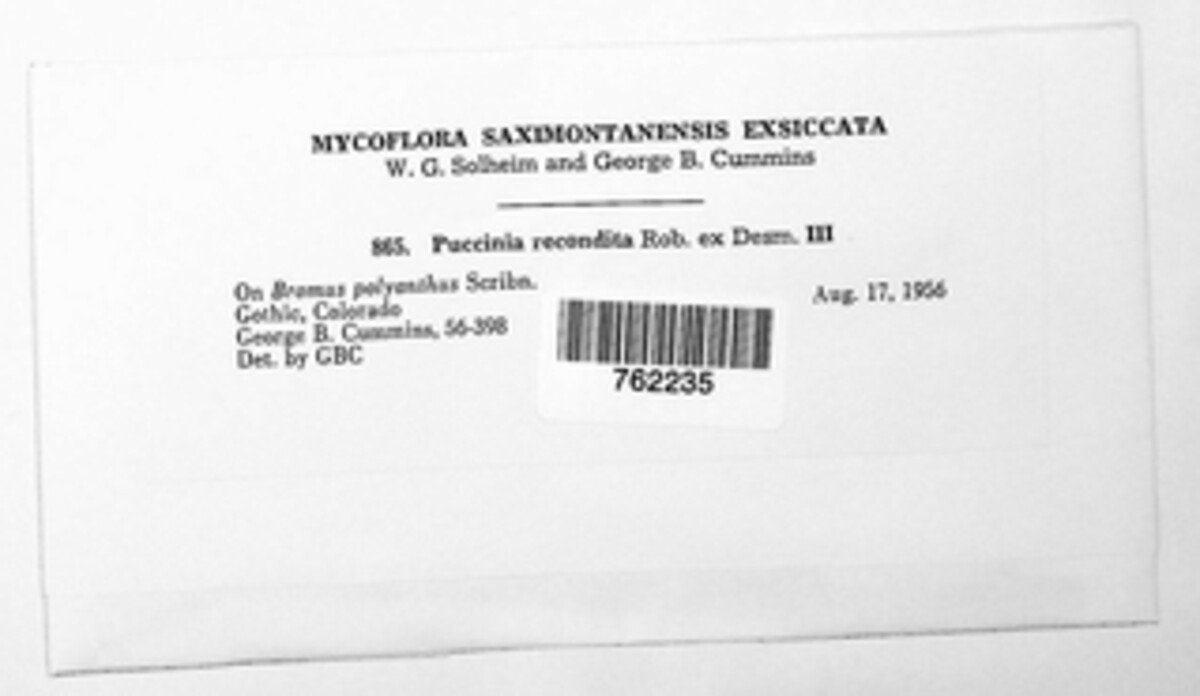 MYCOFLORA SAXIMONTANENSIS EXSICCATA
W. G. Solheim and George B. Cummins
865. Puccinia recondita Rob. ex Desm. III
On Bromus polyanthus Scribn.
Aug. 17, 1956
Gothic, Colorado
George B. Cummins, 56-398
Det. by GBC
762235